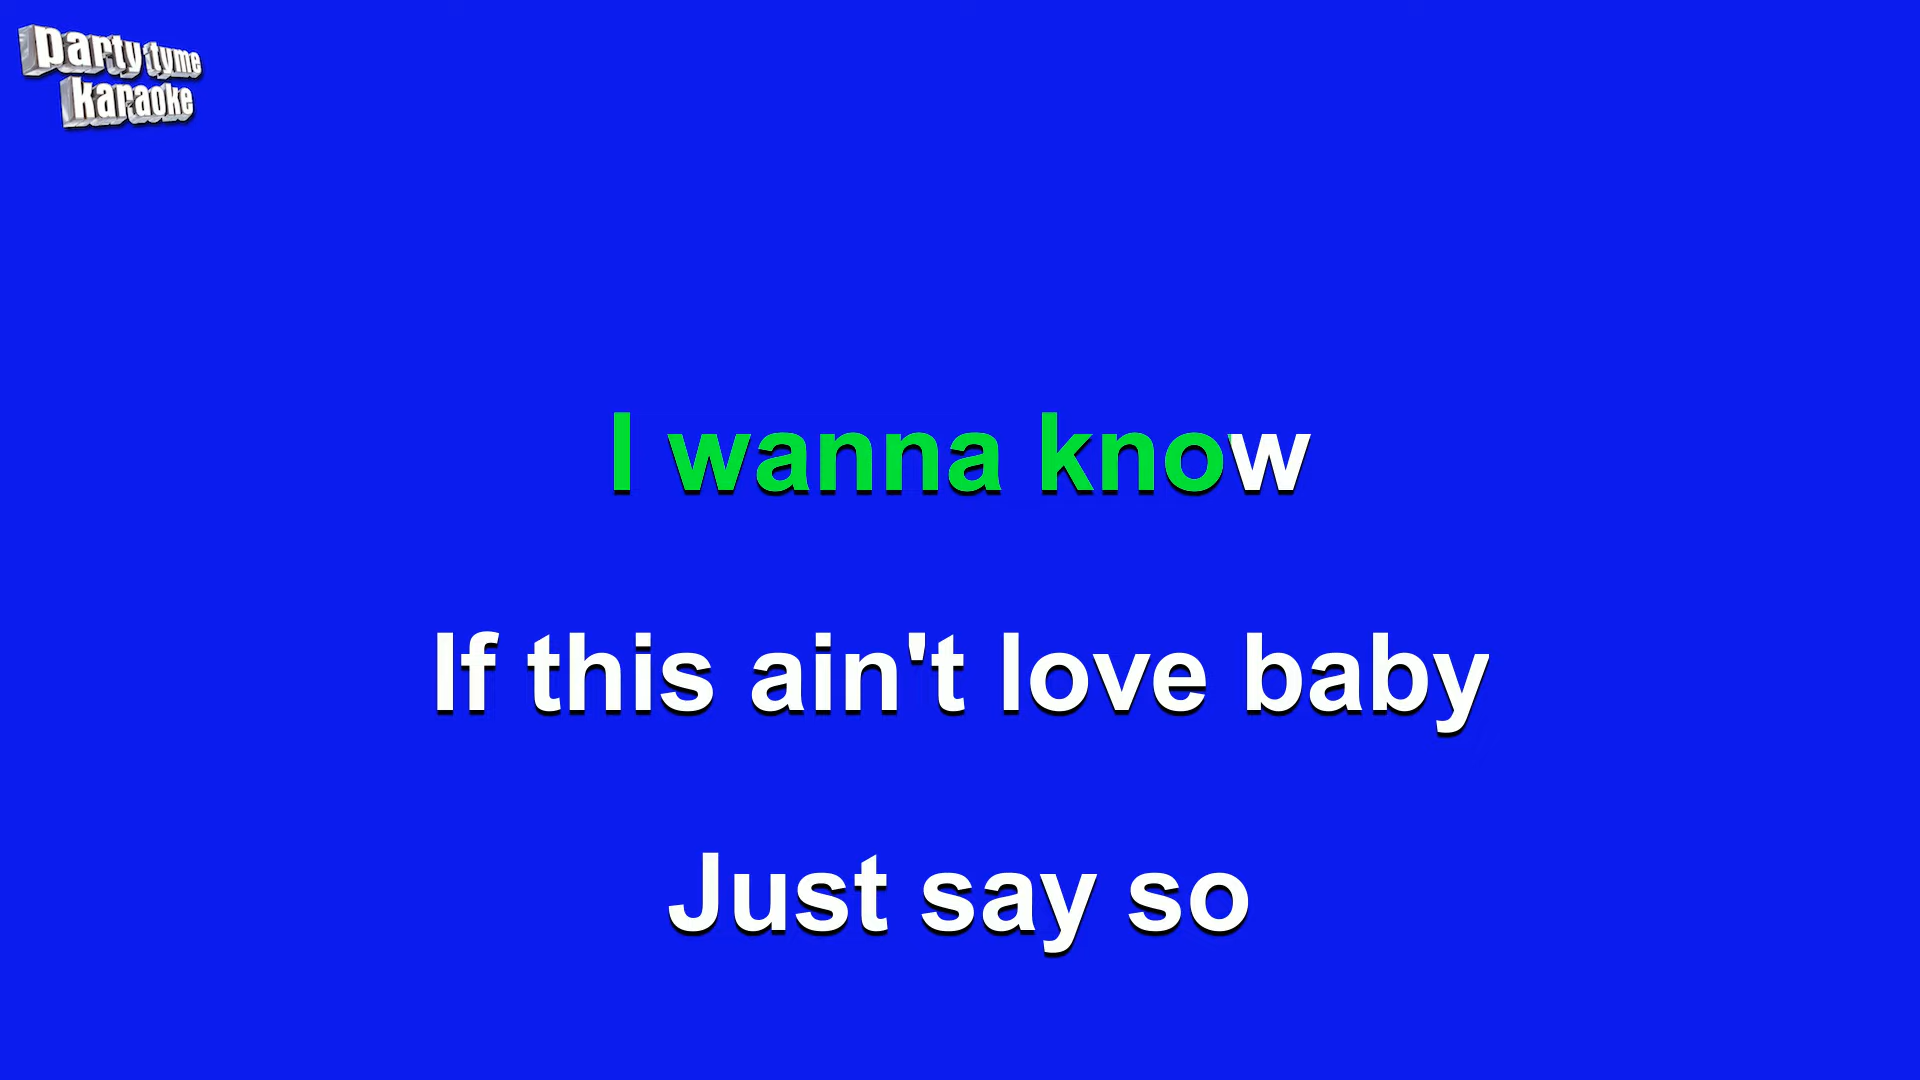 party tyme
karaoke
I wanna know
If this ain't love baby
Just say so